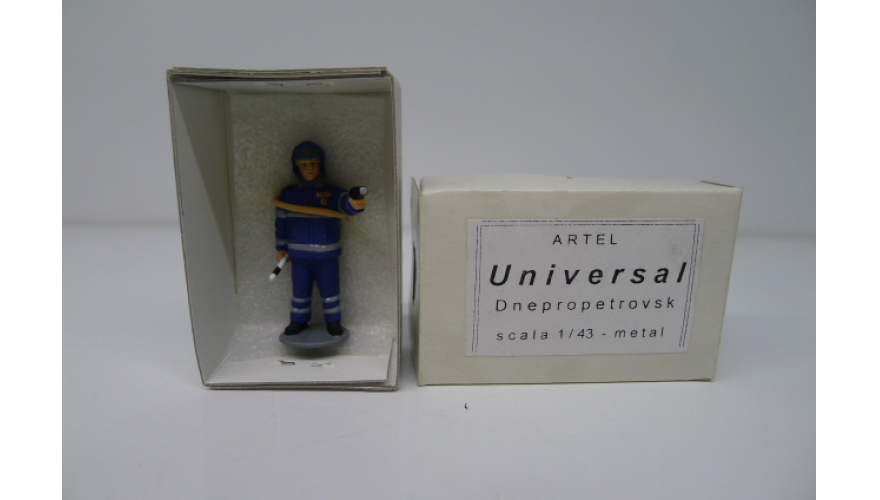 ARTEL
Universal
Dnepropetrovsk
scala 1/43 - metal